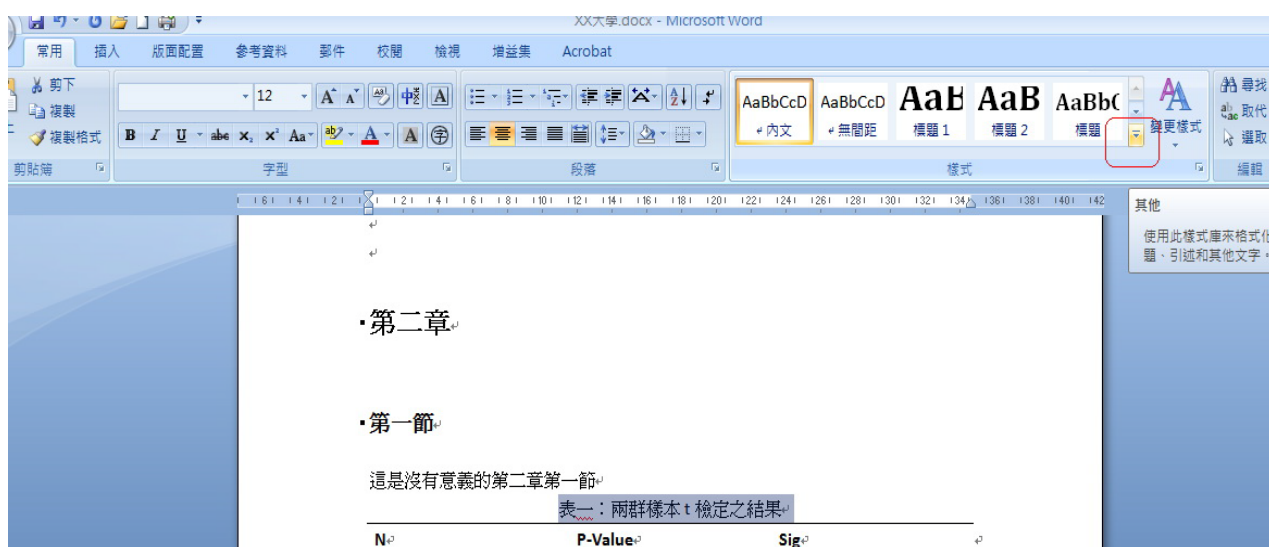 XX大學.docx - Microsoft Word
常用 插入 版面配置 參考資料 郵件 校閱 檢視 增益集 Acrobat
剪下
複製
複製格式
剪貼簿
12
字型
段落
AaBbCcD AaBbCcD AaB AaB AaBb(
內文 無間距 標題 1 標題 2 標題
變更樣式
樣式
尋找
取代
選取
編輯
其他
使用此樣式庫來格式化
題、引述和其他文字。
第二章
第一節
這是沒有意義的第二章第一節
表一：兩群樣本 t 檢定之結果
N P-Value Sig